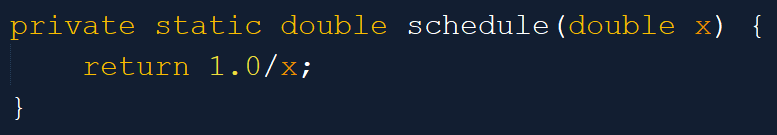 private static double schedule(double x) {
    return 1.0/x;
}